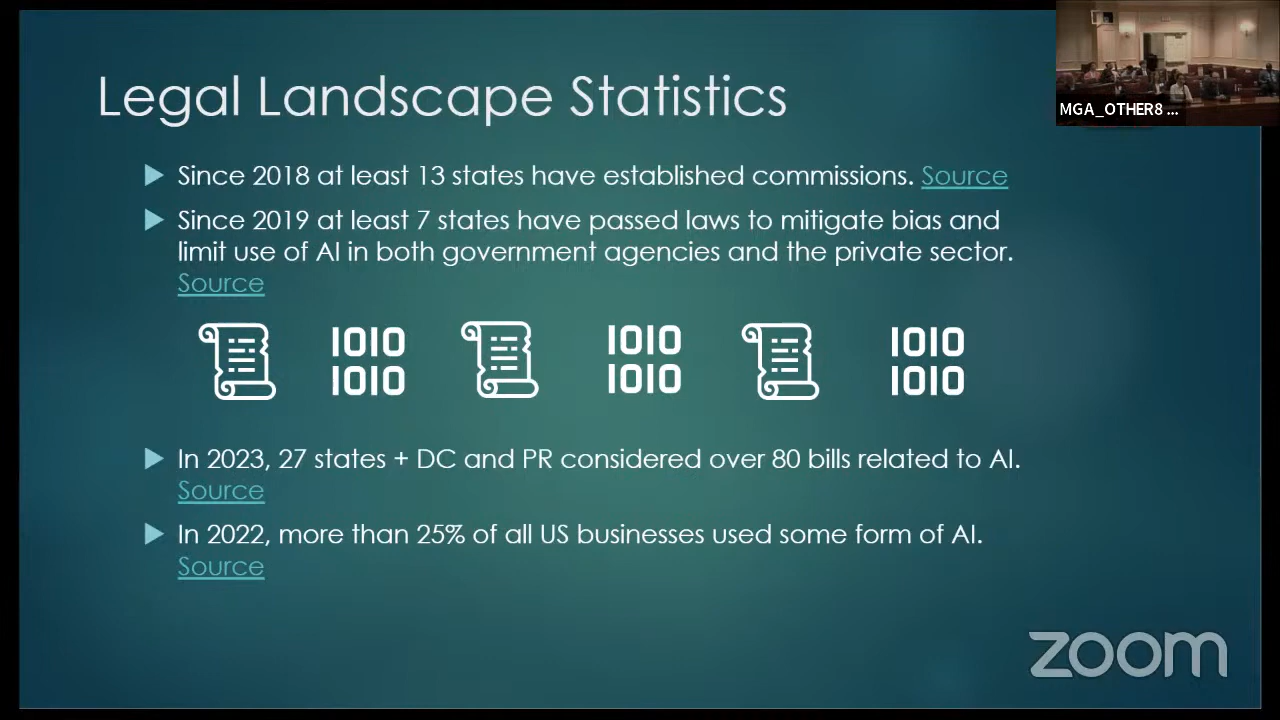 Legal Landscape Statistics
MGA_OTHER8 ...
Since 2018 at least 13 states have established commissions. Source
Since 2019 at least 7 states have passed laws to mitigate bias and
limit use of AI in both government agencies and the private sector.
Source
1010 1010 1010
1010 1010 1010
In 2023, 27 states + DC and PR considered over 80 bills related to AI.
Source
In 2022, more than 25% of all US businesses used some form of AI.
Source
zoom